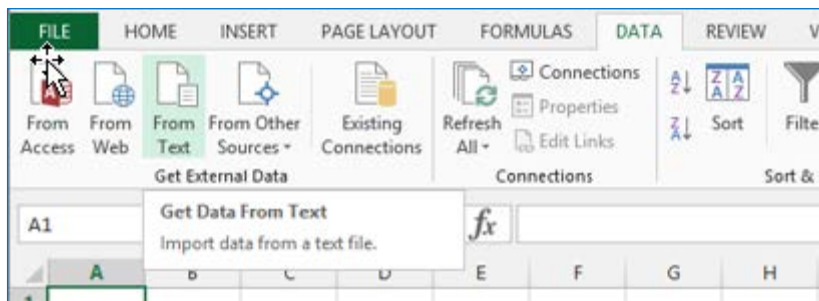 FILE HOME INSERT PAGE LAYOUT FORMULAS DATA REVIEW V
From Access
From Web
From Text
From Other Sources
Existing Connections
Refresh All
Connections
Properties
Edit Links
A Z
Z A
Z A A Z
Sort
Filte
Get External Data
Connections
Sort &
A1
Get Data From Text
Import data from a text file.
fx
A B C D E F G H
1